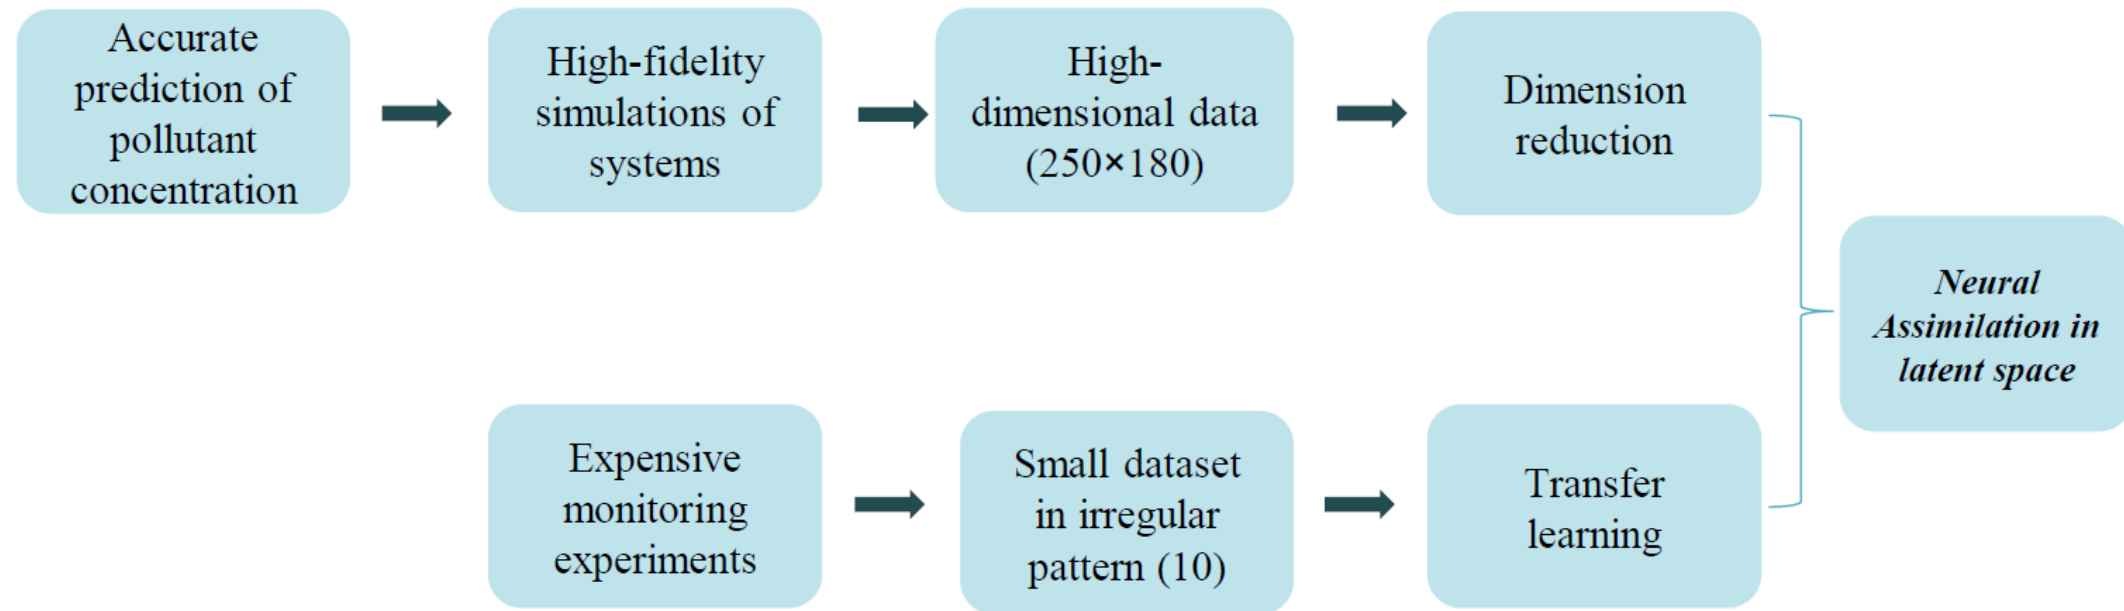 Accurate
prediction of
pollutant
concentration
High-fidelity
simulations of
systems
High-
dimensional data
(250×180)
Dimension
reduction
Neural
Assimilation in
latent space
Expensive
monitoring
experiments
Small dataset
in irregular
pattern (10)
Transfer
learning